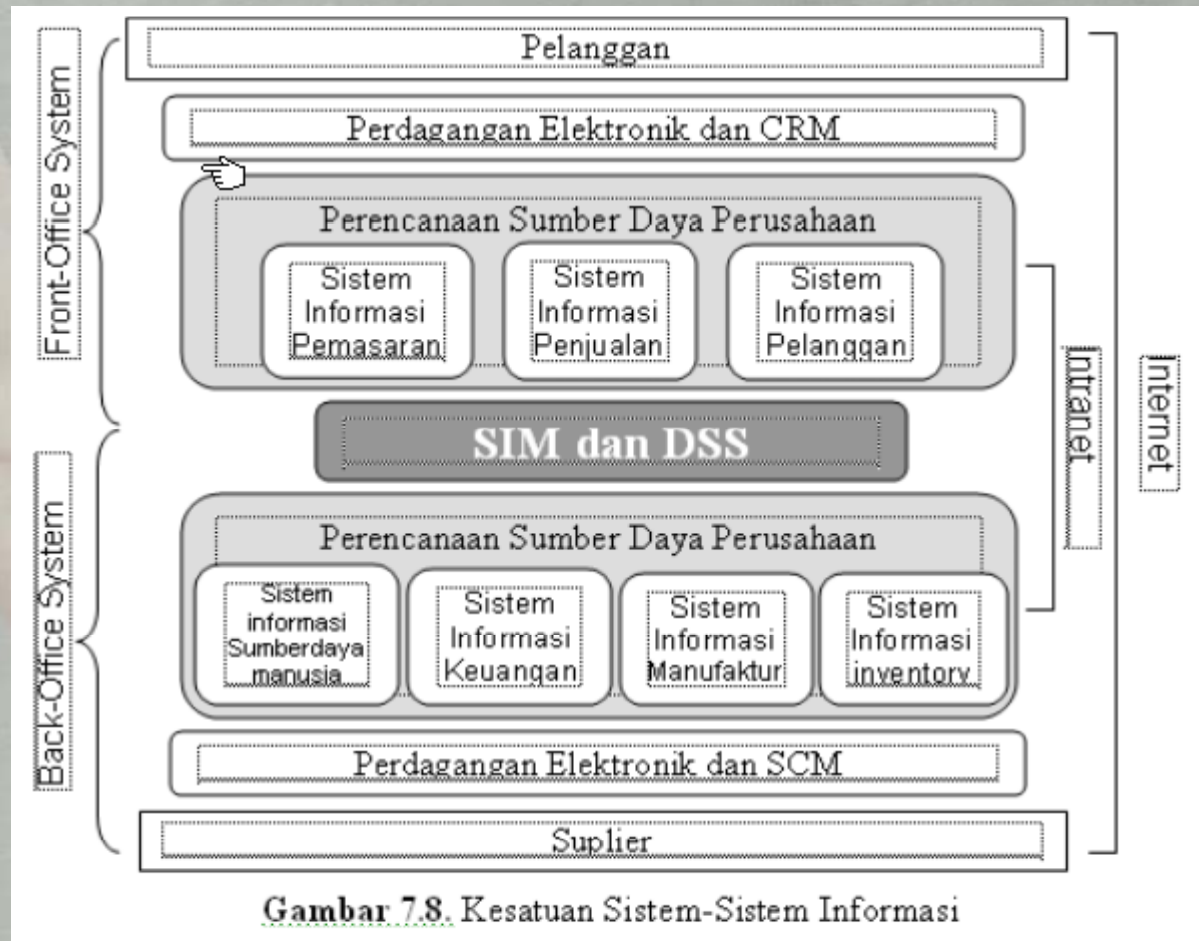 Pelanggan
Perdagangan Elektronik dan CRM
Perencanaan Sumber Daya Perusahaan
Sistem
Informasi
Pemasaran
Sistem
Informasi
Penjualan
Sistem
Informasi
Pelanggan
SIM dan DSS
Perencanaan Sumber Daya Perusahaan
Sistem
informasi
Sumberdaya
manusia
Sistem
Informasi
Keuangan
Sistem
Informasi
Manufaktur
Sistem
Informasi
inventory
Perdagangan Elektronik dan SCM
Suplier
Front-Office System
Back-Office System
Intranet
Internet
Gambar 7.8. Kesatuan Sistem-Sistem Informasi